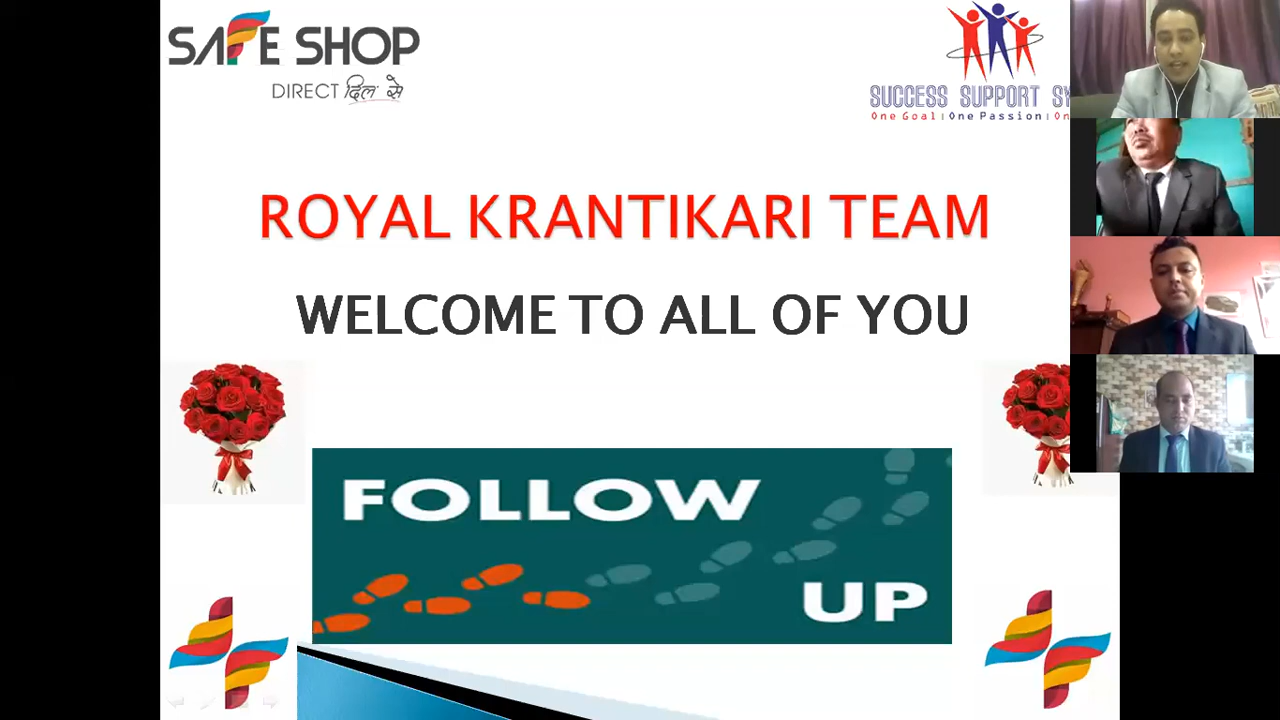 SAFE SHOP
DIRECT दिल से
SUCCESS SUPPORT SY
One Goal | One Passion | On
ROYAL KRANTIKARI TEAM
WELCOME TO ALL OF YOU
FOLLOW
UP